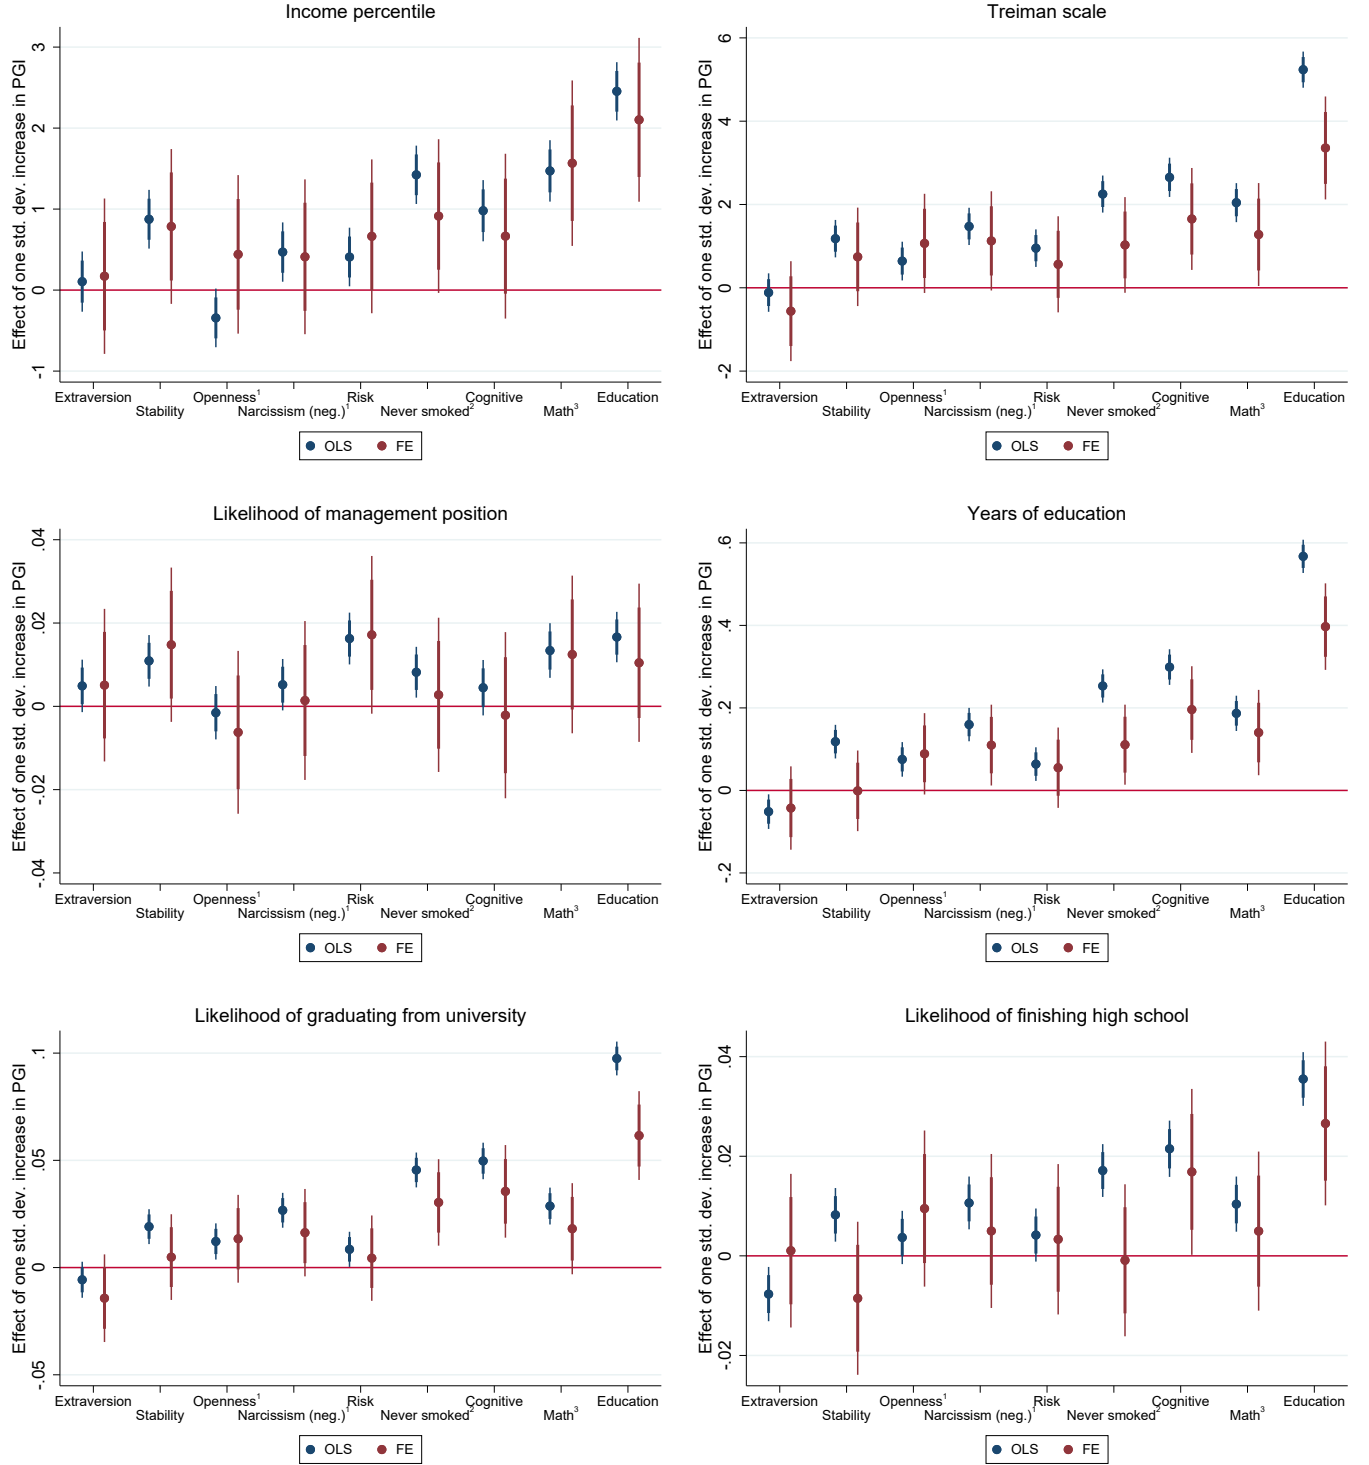 Income percentile
Effect of one std. dev. increase in PGI
3
2
1
0
-1
Extraversion
Stability
Openness¹
Narcissism (neg.)¹
Risk
Never smoked²
Cognitive
Math³
Education
OLS FE
Treiman scale
Effect of one std. dev. increase in PGI
6
4
2
0
-2
Extraversion
Stability
Openness¹
Narcissism (neg.)¹
Risk
Never smoked²
Cognitive
Math³
Education
OLS FE
Likelihood of management position
Effect of one std. dev. increase in PGI
.04
.02
0
-.02
-.04
Extraversion
Stability
Openness¹
Narcissism (neg.)¹
Risk
Never smoked²
Cognitive
Math³
Education
OLS FE
Years of education
Effect of one std. dev. increase in PGI
.6
.4
.2
0
-.2
Extraversion
Stability
Openness¹
Narcissism (neg.)¹
Risk
Never smoked²
Cognitive
Math³
Education
OLS FE
Likelihood of graduating from university
Effect of one std. dev. increase in PGI
.1
.05
0
-.05
Extraversion
Stability
Openness¹
Narcissism (neg.)¹
Risk
Never smoked²
Cognitive
Math³
Education
OLS FE
Likelihood of finishing high school
Effect of one std. dev. increase in PGI
.04
.02
0
-.02
Extraversion
Stability
Openness¹
Narcissism (neg.)¹
Risk
Never smoked²
Cognitive
Math³
Education
OLS FE